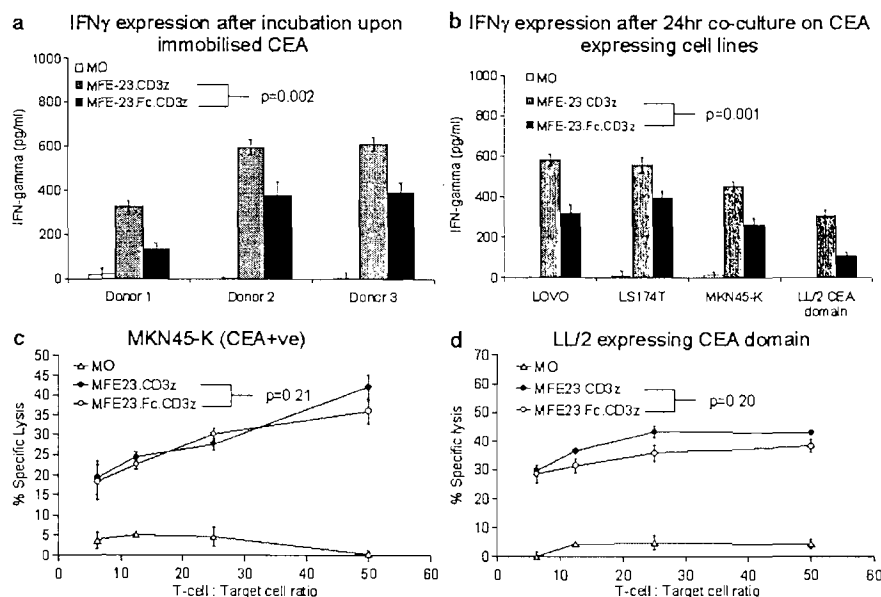 a IFNγ expression after incubation upon
immobilised CEA
MO
MFE-23.CD3z
MFE-23.Fc.CD3z
p=0.002
IFN-gamma (pg/ml)
1000
800
600
400
200
0
Donor 1 Donor 2 Donor 3
b IFNγ expression after 24hr co-culture on CEA
expressing cell lines
MO
MFE-23.CD3z
MFE-23.Fc.CD3z
p=0.001
IFN-gamma (pg/ml)
1000
800
600
400
200
0
LOVO LS174T MKN45-K LL/2 CEA
domain
c MKN45-K (CEA+ve)
MO
MFE23.CD3z
MFE23.Fc.CD3z
p=0 21
% Specific Lysis
50
45
40
35
30
25
20
15
10
5
0
0 10 20 30 40 50 60
T-cell : Target cell ratio
d LL/2 expressing CEA domain
MO
MFE23 CD3z
MFE23 Fc.CD3z
p=0 20
% Specific lysis
70
60
50
40
30
20
10
0
0 10 20 30 40 50 60
T-cell : Target cell ratio